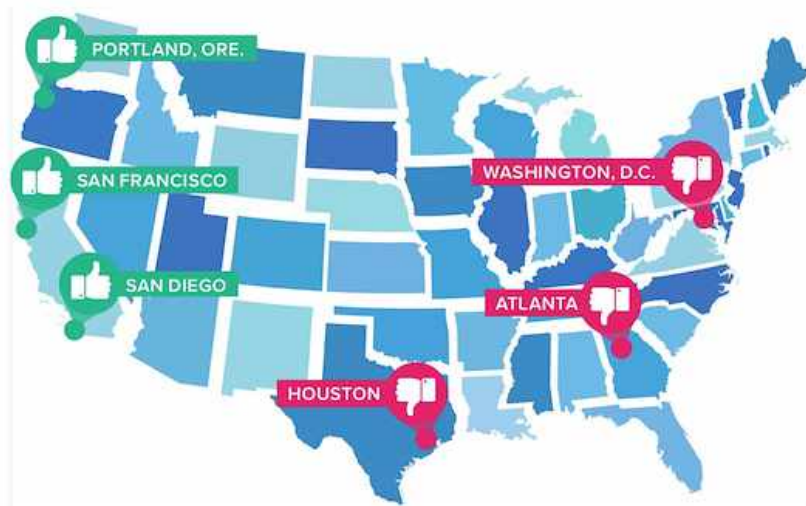 PORTLAND, ORE.
SAN FRANCISCO
WASHINGTON, D.C.
SAN DIEGO
ATLANTA
HOUSTON